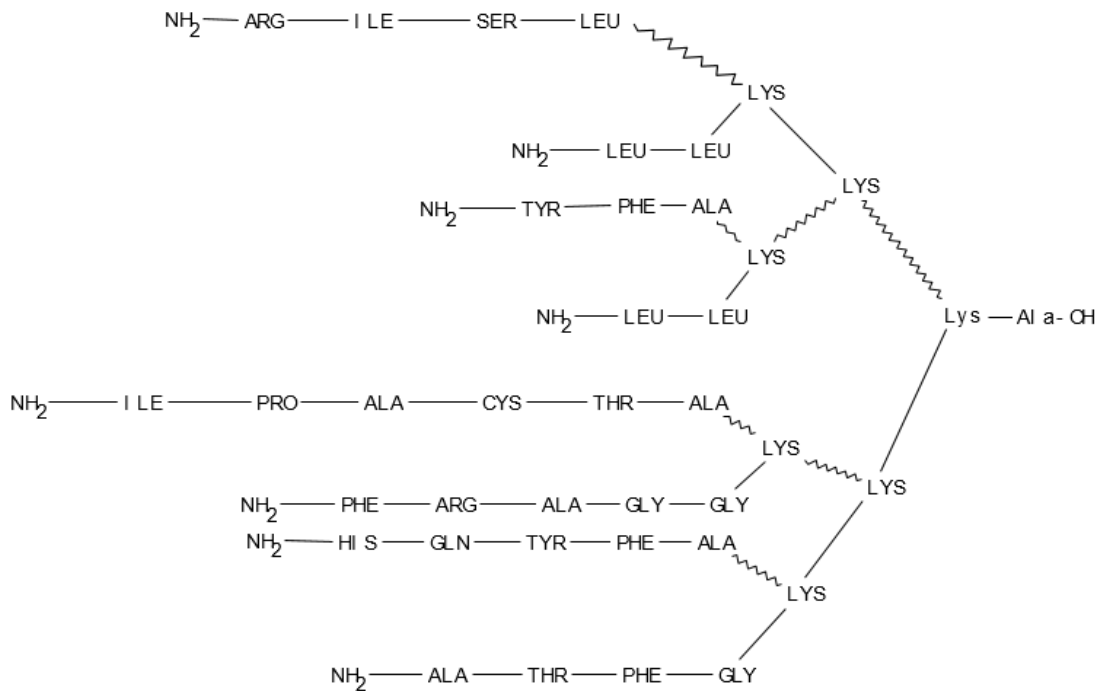 NH2 ARG ILE SER LEU
LYS
NH2 LEU LEU
LYS
NH2 TYR PHE ALA
LYS
NH2 LEU LEU
Lys Ala-OH
NH2 ILE PRO ALA CYS THR ALA
LYS
LYS
NH2 PHE ARG ALA GLY GLY
NH2 HIS GLN TYR PHE ALA
LYS
NH2 ALA THR PHE GLY